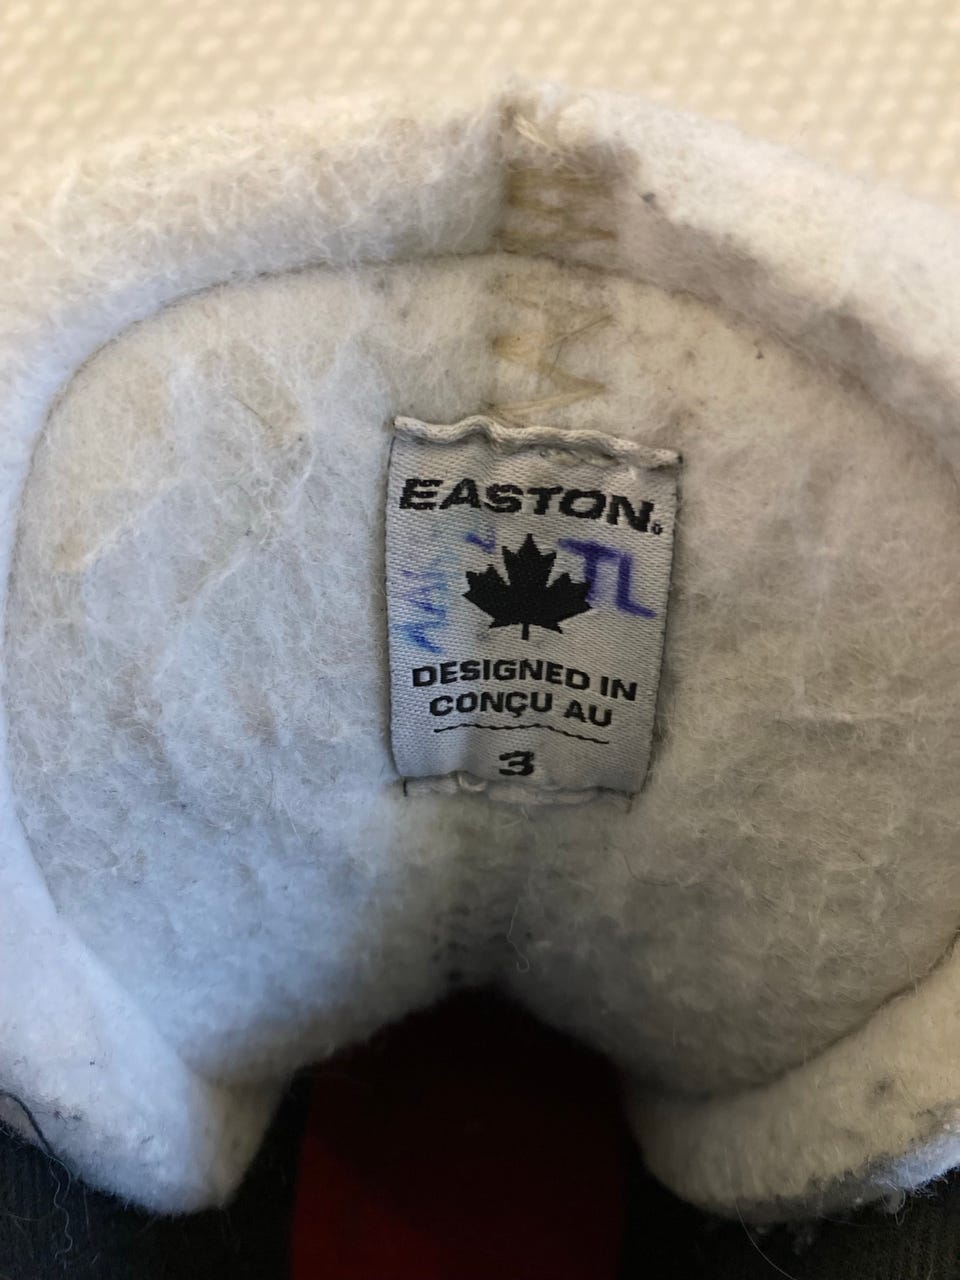 EASTON®
TL
DESIGNED IN
CONÇU AU
3